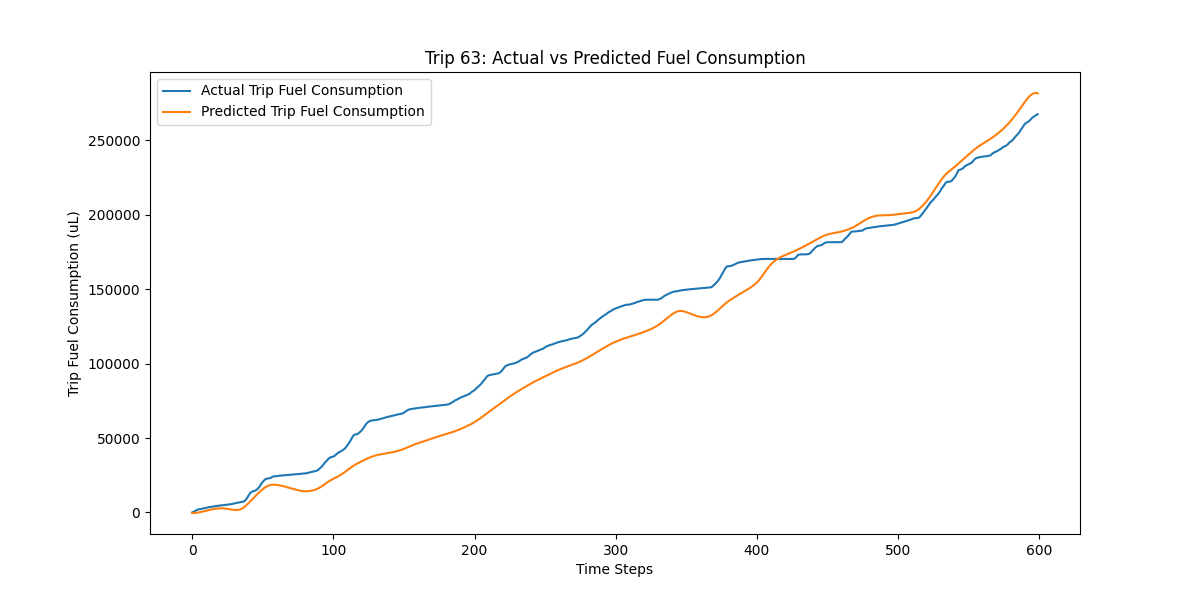 Trip 63: Actual vs Predicted Fuel Consumption
Actual Trip Fuel Consumption
Predicted Trip Fuel Consumption
Trip Fuel Consumption (uL)
250000
200000
150000
100000
50000
0
0 100 200 300 400 500 600
Time Steps